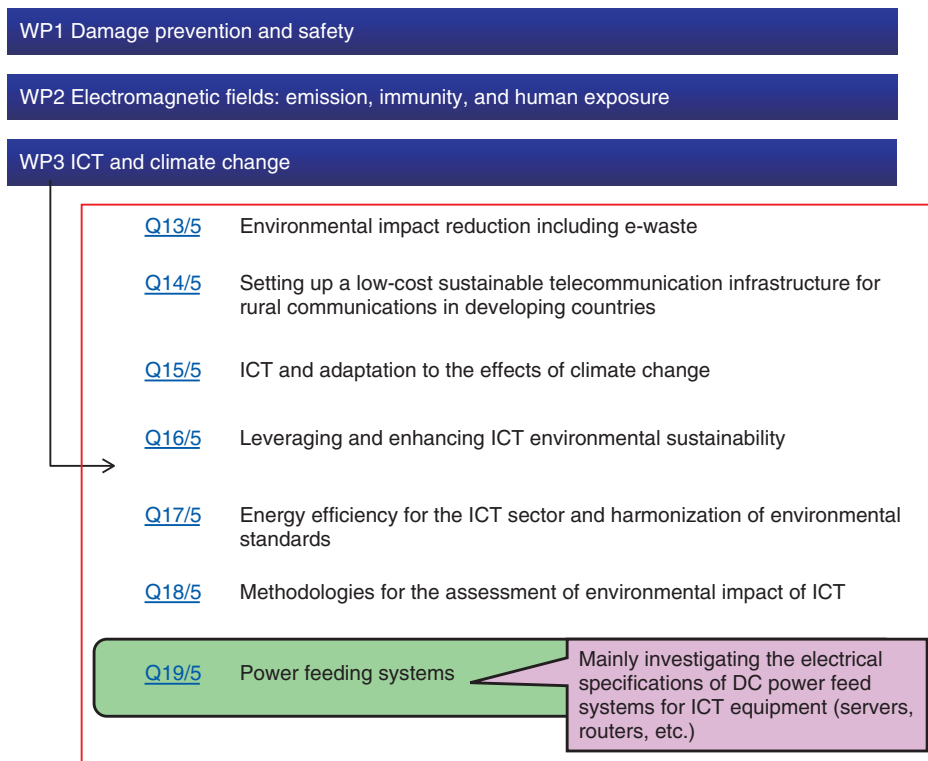 WP1 Damage prevention and safety
WP2 Electromagnetic fields: emission, immunity, and human exposure
WP3 ICT and climate change
Q13/5 Environmental impact reduction including e-waste
Q14/5 Setting up a low-cost sustainable telecommunication infrastructure for
rural communications in developing countries
Q15/5 ICT and adaptation to the effects of climate change
Q16/5 Leveraging and enhancing ICT environmental sustainability
Q17/5 Energy efficiency for the ICT sector and harmonization of environmental
standards
Q18/5 Methodologies for the assessment of environmental impact of ICT
Q19/5 Power feeding systems
Mainly investigating the electrical
specifications of DC power feed
systems for ICT equipment (servers,
routers, etc.)